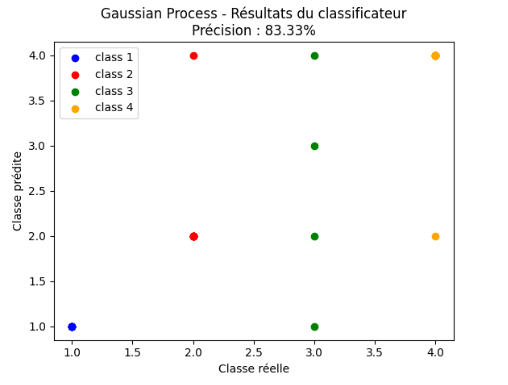 Gaussian Process - Résultats du classificateur
Précision : 83.33%
class 1
class 2
class 3
class 4
Classe prédite
4.0
3.5
3.0
2.5
2.0
1.5
1.0
1.0 1.5 2.0 2.5 3.0 3.5 4.0
Classe réelle